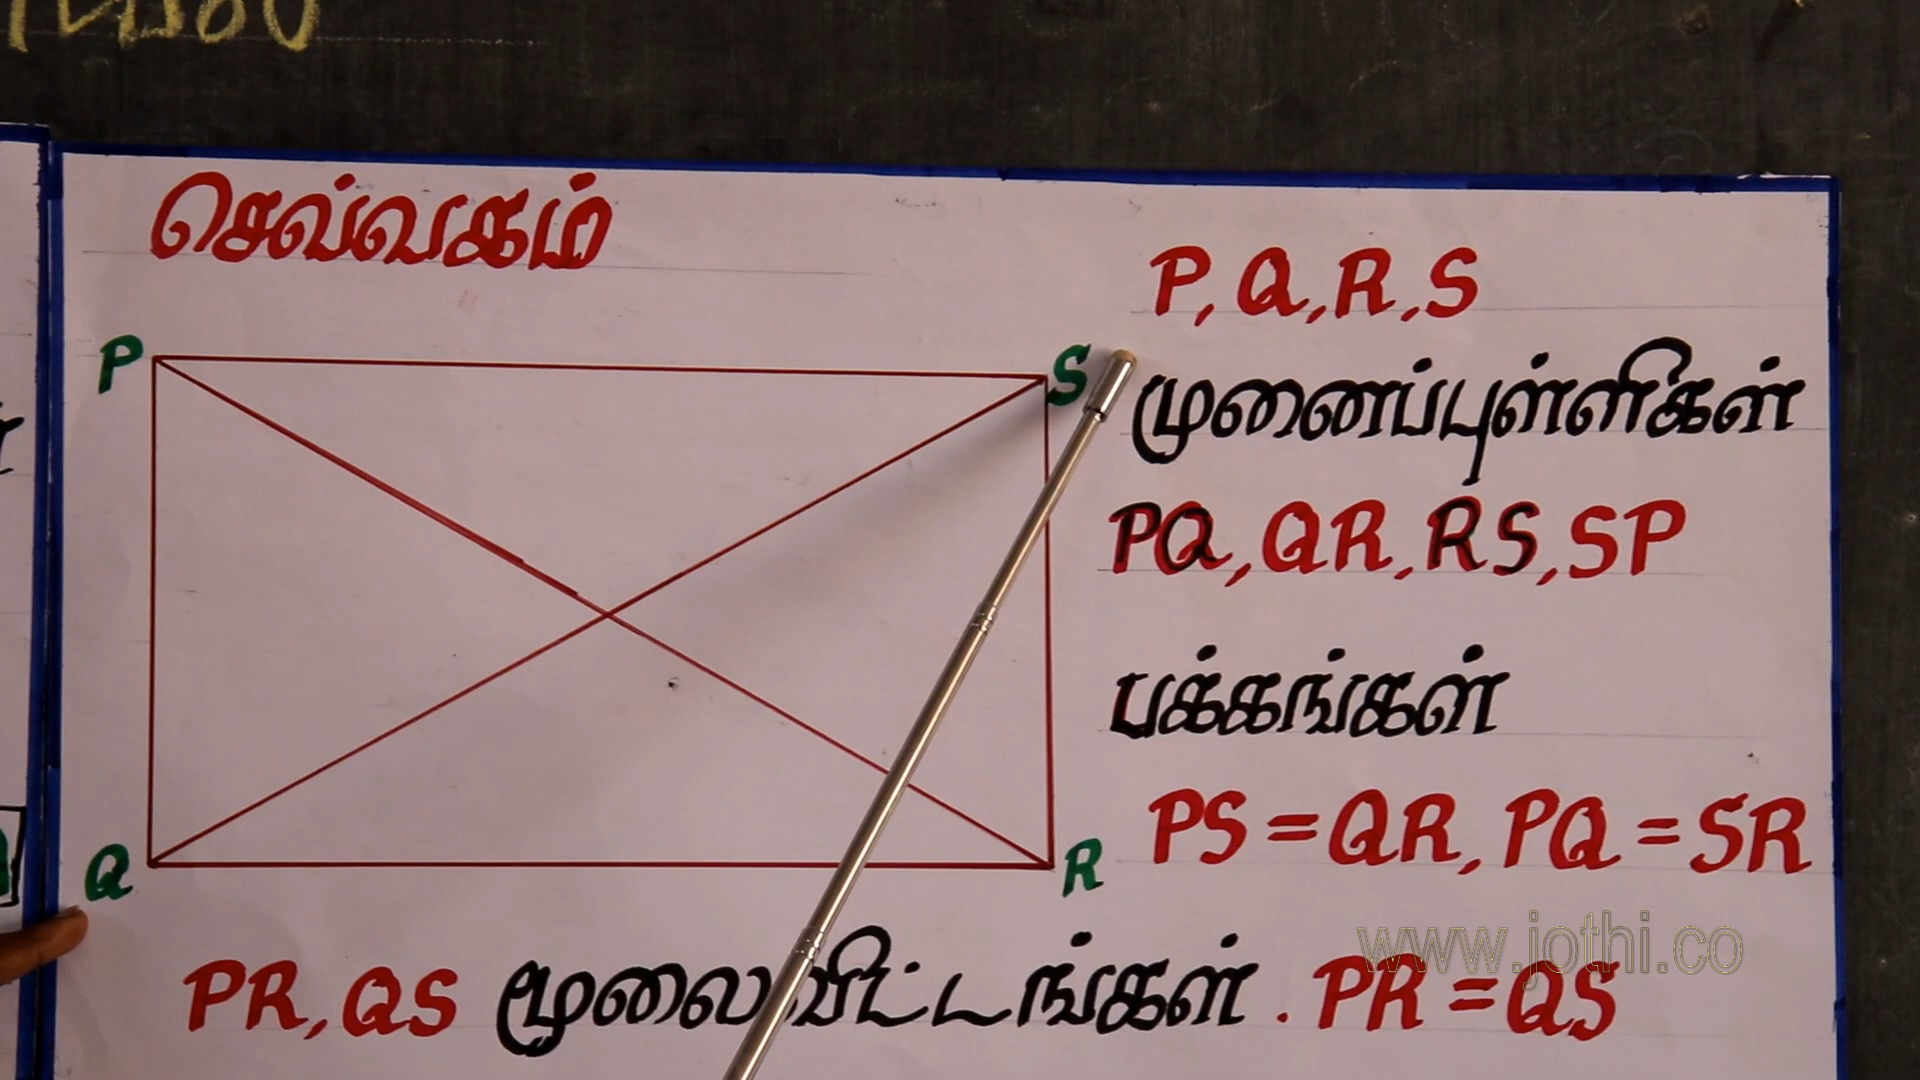 செவ்வகம்
P, Q, R, S
P
S
முனைப்புள்ளிகள்
PQ, QR, RS, SP
பக்கங்கள்
PS = QR, PQ = SR
Q
R
www.jothi.co
PR, QS மூலைவிட்டங்கள் . PR = QS